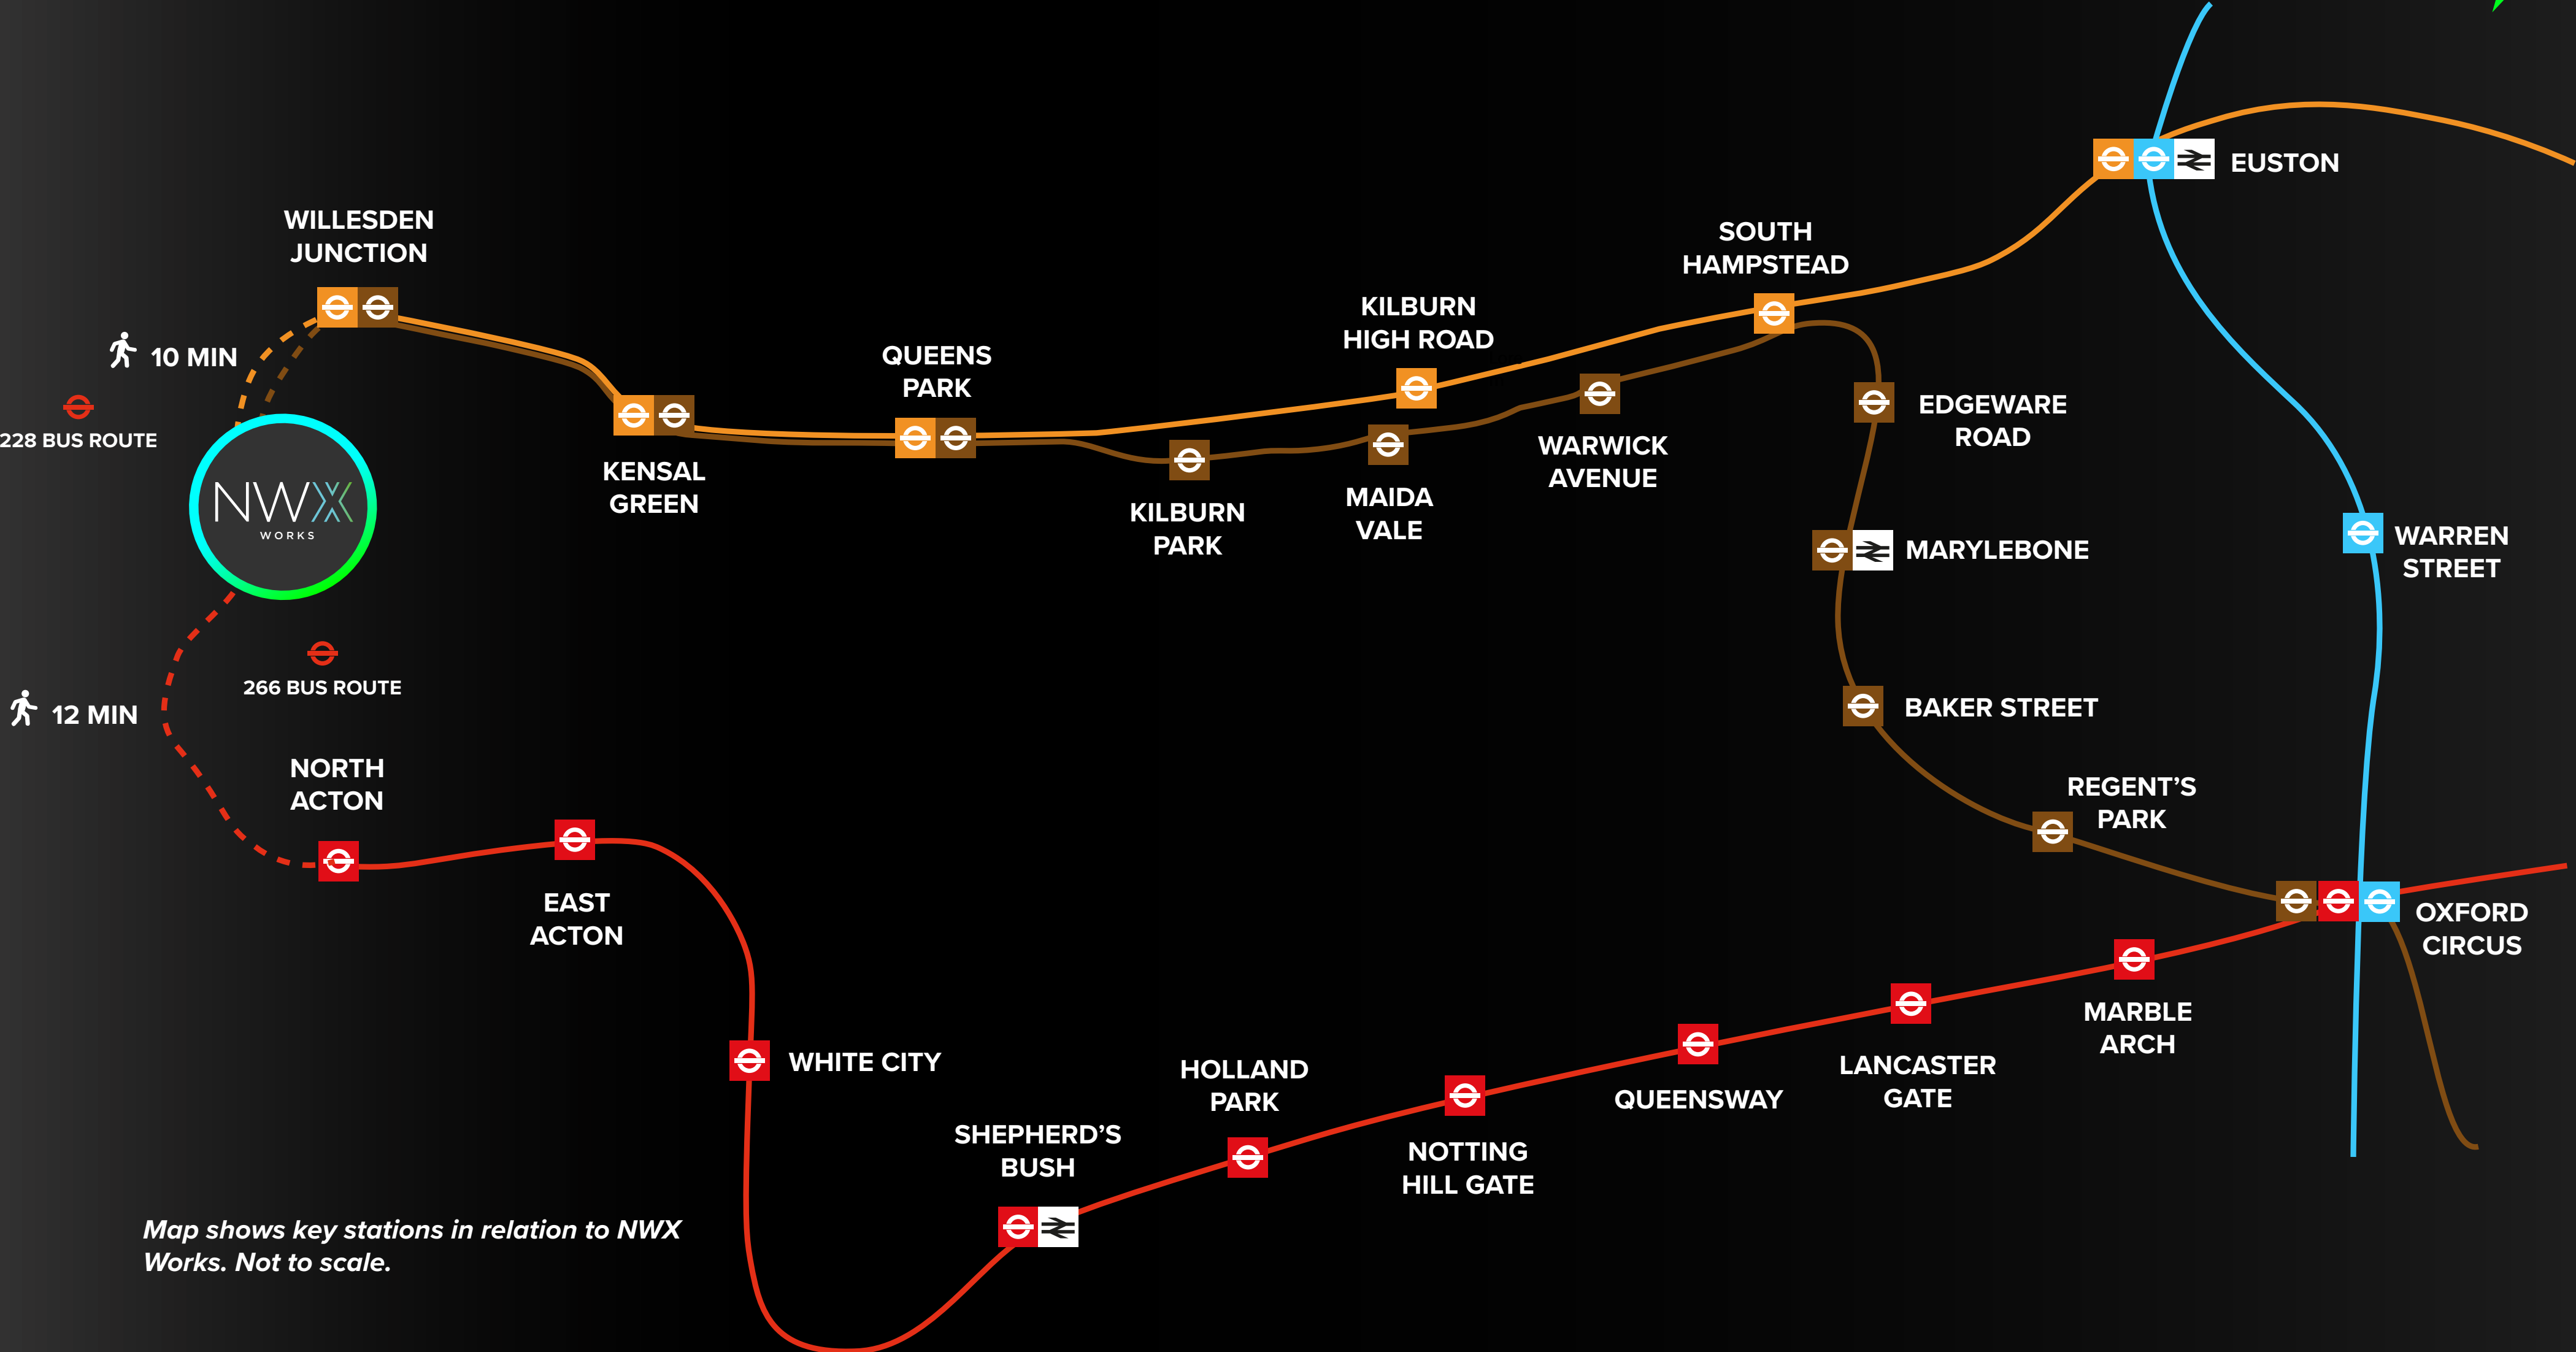 EUSTON
WILLESDEN
JUNCTION
SOUTH
HAMPSTEAD
KILBURN
HIGH ROAD
10 MIN
QUEENS
PARK
228 BUS ROUTE
EDGEWARE
ROAD
KENSAL
GREEN
WARWICK
AVENUE
NWX
WORKS
KILBURN
PARK
MAIDA
VALE
MARYLEBONE
WARREN
STREET
266 BUS ROUTE
12 MIN
BAKER STREET
NORTH
ACTON
REGENT’S
PARK
EAST
ACTON
OXFORD
CIRCUS
MARBLE
ARCH
WHITE CITY
HOLLAND
PARK
QUEENSWAY
LANCASTER
GATE
SHEPHERD’S
BUSH
NOTTING
HILL GATE
Map shows key stations in relation to NWX
Works. Not to scale.